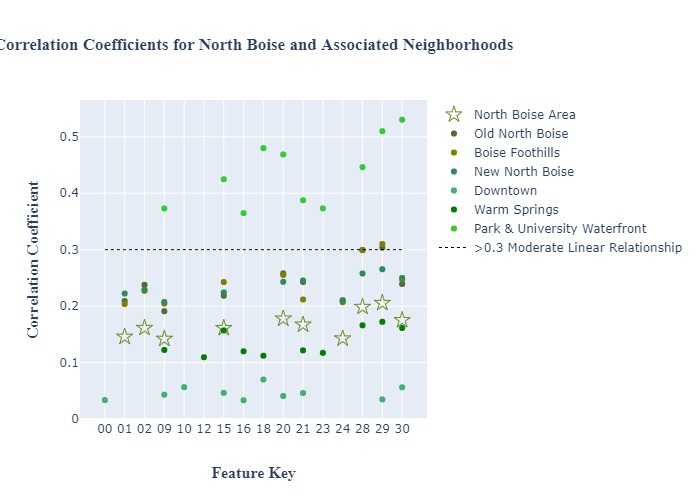 Correlation Coefficients for North Boise and Associated Neighborhoods
North Boise Area
Old North Boise
Boise Foothills
New North Boise
Downtown
Warm Springs
Park & University Waterfront
>0.3 Moderate Linear Relationship
Correlation Coefficient
0.5
0.4
0.3
0.2
0.1
0
00 01 02 09 10 12 15 16 18 20 21 23 24 28 29 30
Feature Key